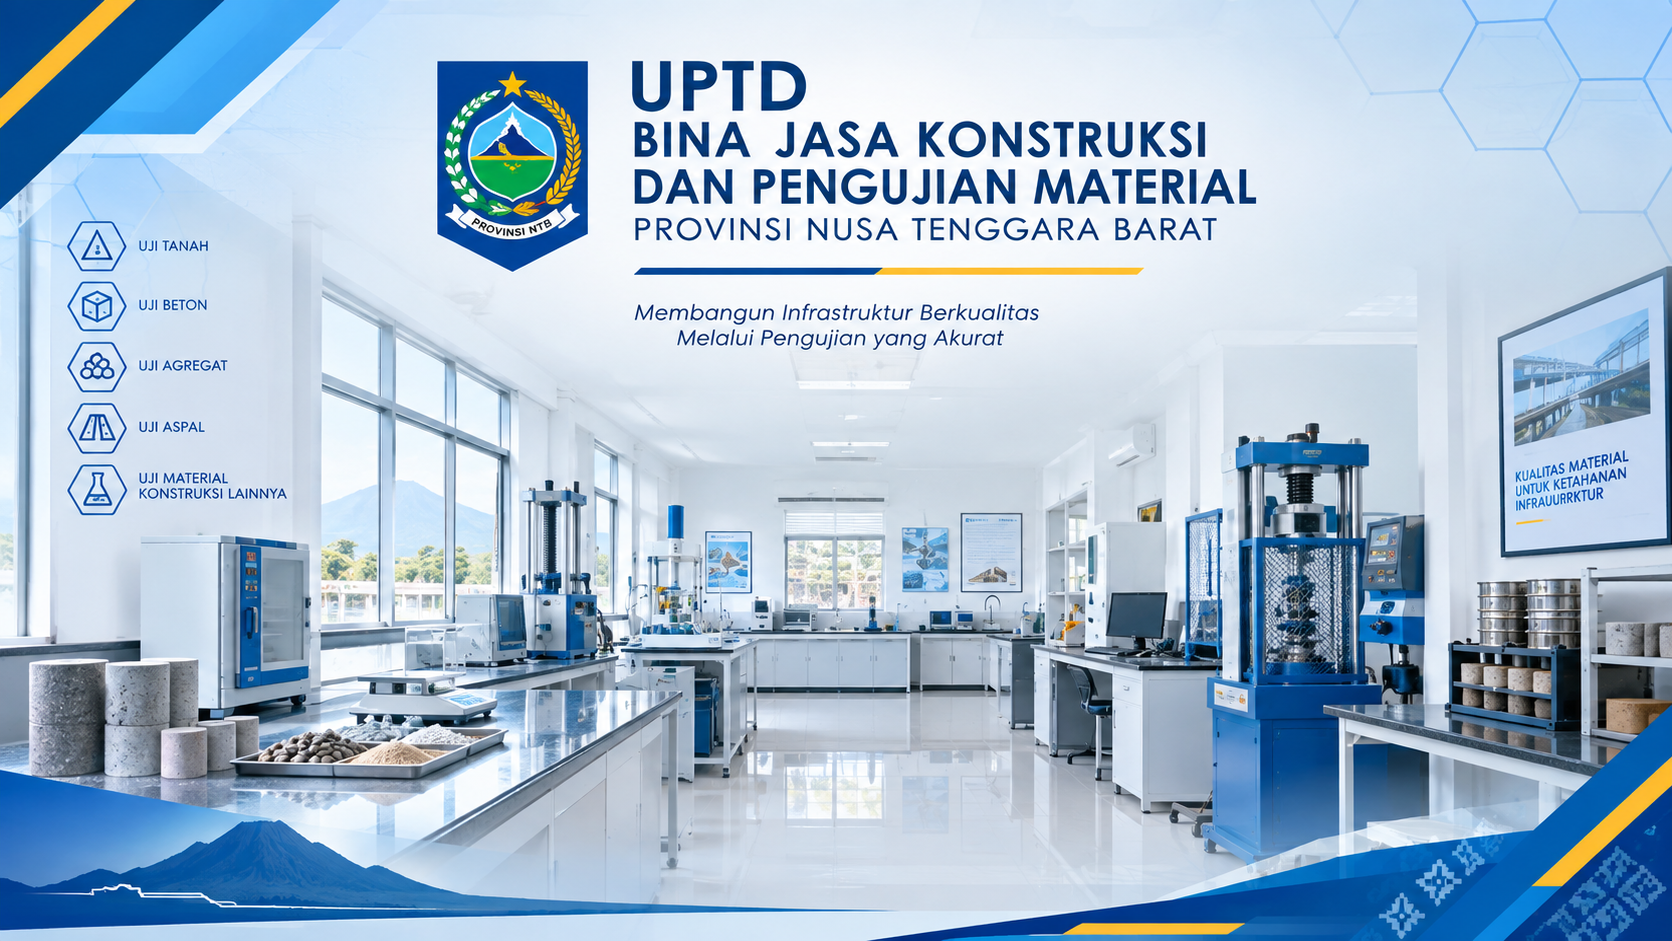 UPTD
BINA JASA KONSTRUKSI
DAN PENGUJIAN MATERIAL
PROVINSI NUSA TENGGARA BARAT
PROVINSI NTB
Membangun Infrastruktur Berkualitas
Melalui Pengujian yang Akurat
UJI TANAH
UJI BETON
UJI AGREGAT
UJI ASPAL
UJI MATERIAL
KONSTRUKSI LAINNYA
KUALITAS MATERIAL
UNTUK KETAHANAN
INFRAUURRKTUR